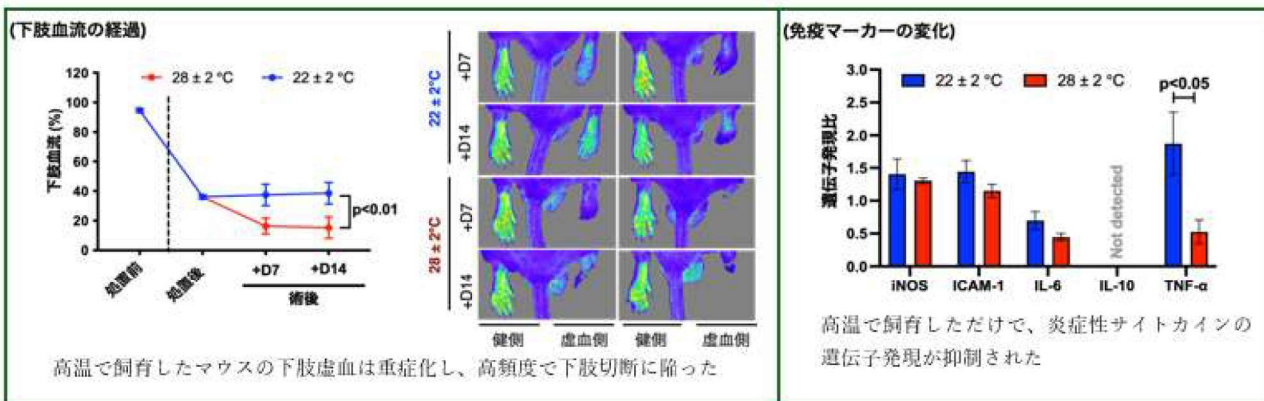 (下肢血流の経過)
28 ± 2 °C
22 ± 2 °C
下肢血流 (%)
120
100
80
60
40
20
0
p<0.01
処置前
処置後
+D7
+D14
術後
22 ± 2°C
+D7
+D14
28 ± 2°C
+D7
+D14
健側
虚血側
健側
虚血側
高温で飼育したマウスの下肢虚血は重症化し、高頻度で下肢切断に陥った
(免疫マーカーの変化)
22 ± 2 °C
28 ± 2 °C
遺伝子発現比
3.0
2.5
2.0
1.5
1.0
0.5
0.0
p<0.05
Not detected
iNOS
ICAM-1
IL-6
IL-10
TNF-α
高温で飼育しただけで、炎症性サイトカインの
遺伝子発現が抑制された